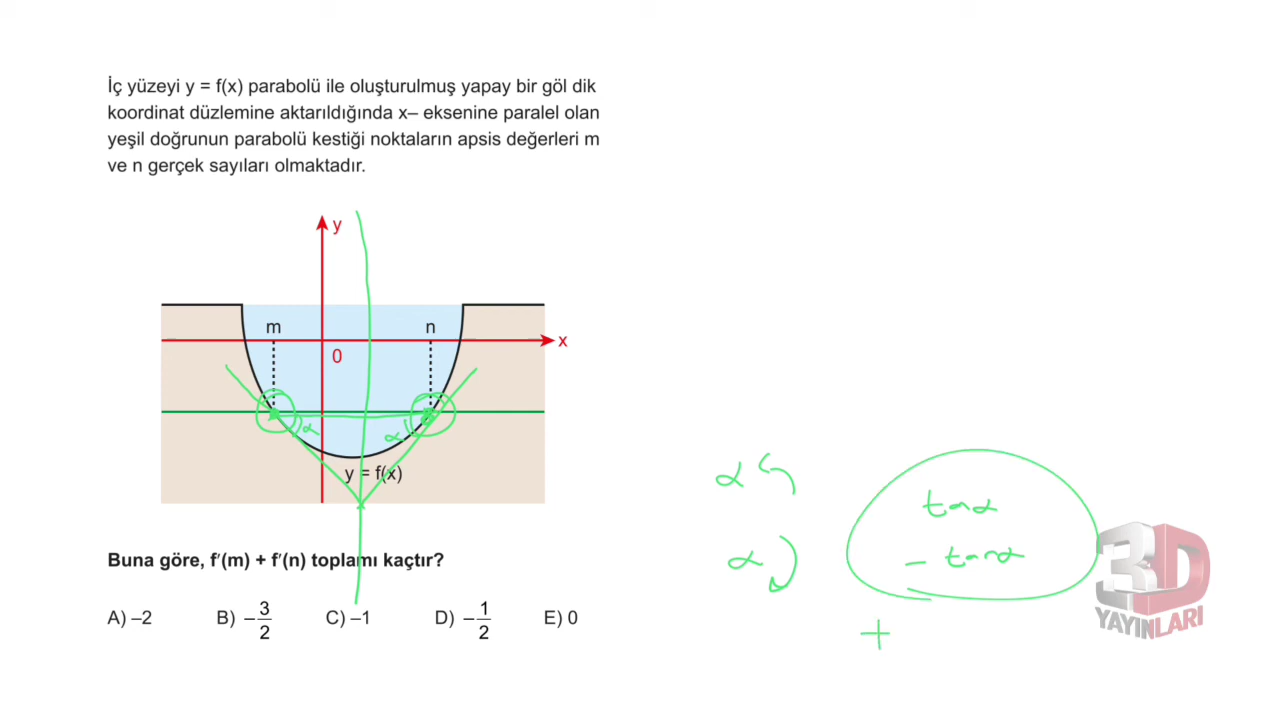 İç yüzeyi y = f(x) parabolü ile oluşturulmuş yapay bir göl dik
koordinat düzlemine aktarıldığında x– eksenine paralel olan
yeşil doğrunun parabolü kestiği noktaların apsis değerleri m
ve n gerçek sayıları olmaktadır.
y
m
n
0
x
α
α
y = f(x)
Buna göre, f′(m) + f′(n) toplamı kaçtır?
A) –2 B) –3/2 C) –1 D) –1/2 E) 0
α
tanα
α
– tanα
+
3D
YAYINLARI